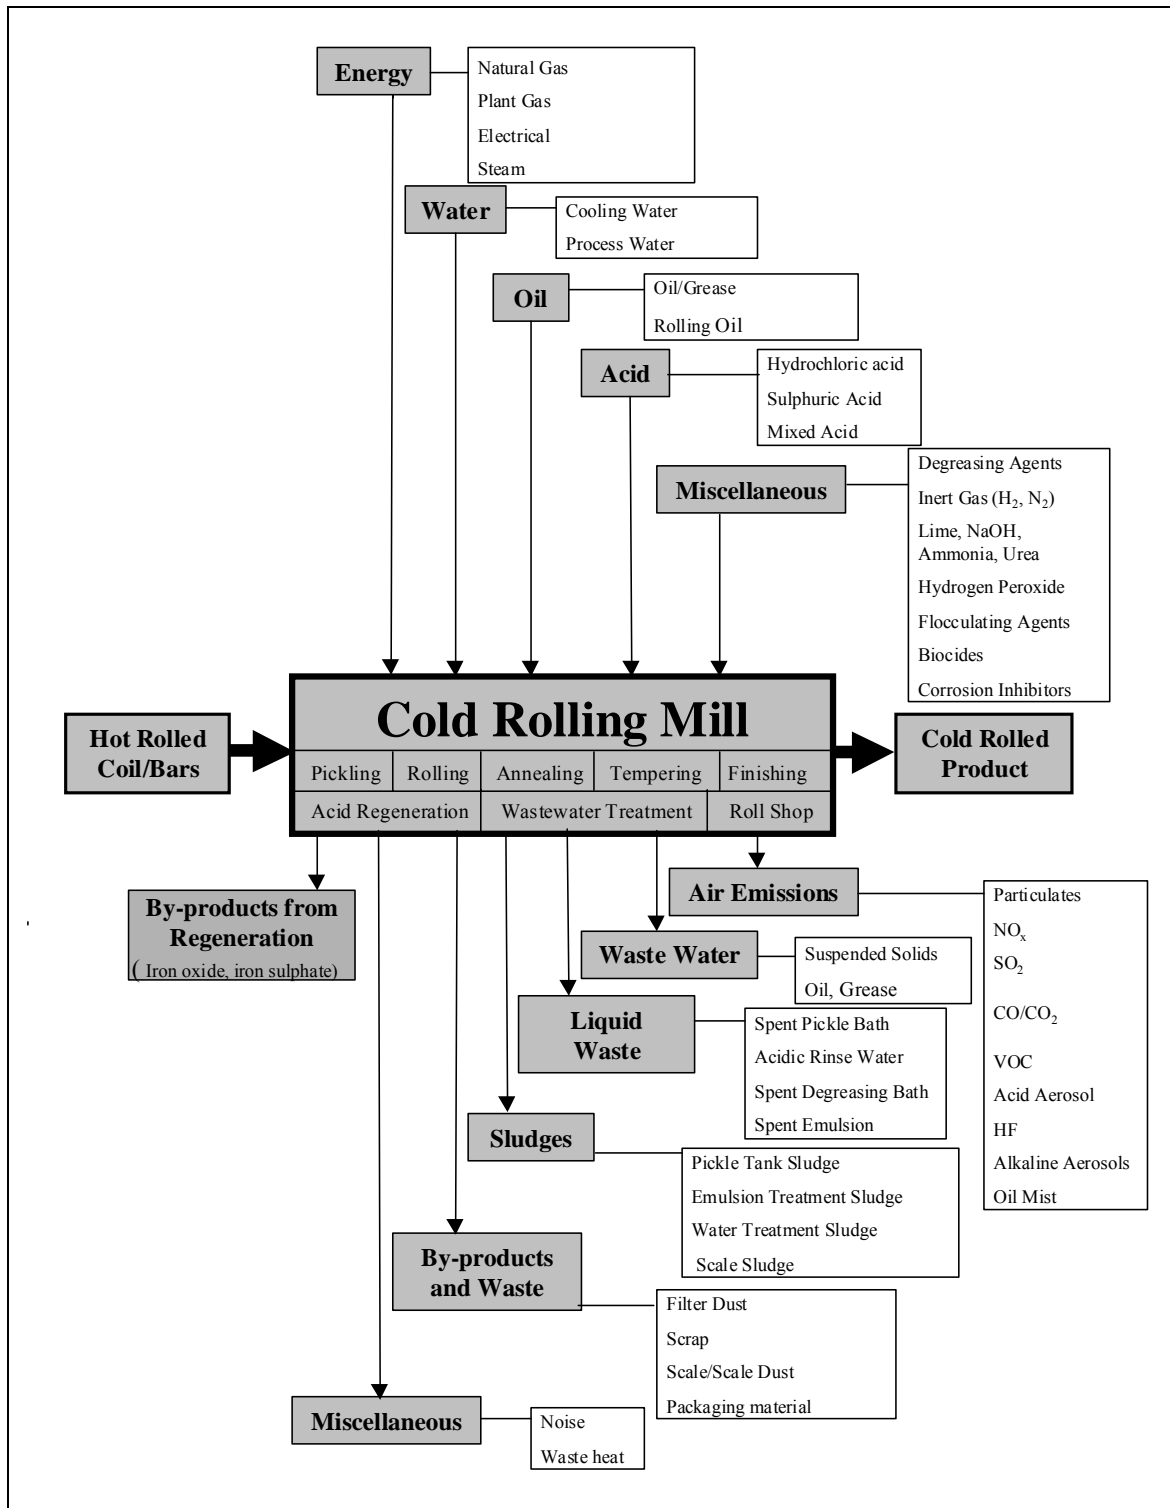 Energy
Natural Gas
Plant Gas
Electrical
Steam
Water
Cooling Water
Process Water
Oil
Oil/Grease
Rolling Oil
Acid
Hydrochloric acid
Sulphuric Acid
Mixed Acid
Miscellaneous
Degreasing Agents
Inert Gas (H₂, N₂)
Lime, NaOH,
Ammonia, Urea
Hydrogen Peroxide
Flocculating Agents
Biocides
Corrosion Inhibitors
Hot Rolled
Coil/Bars
Cold Rolling Mill
Pickling Rolling Annealing Tempering Finishing
Acid Regeneration Wastewater Treatment Roll Shop
Cold Rolled
Product
By-products from
Regeneration
( Iron oxide, iron sulphate)
Air Emissions
Particulates
NOₓ
SO₂
CO/CO₂
VOC
Acid Aerosol
HF
Alkaline Aerosols
Oil Mist
Waste Water
Suspended Solids
Oil, Grease
Liquid
Waste
Spent Pickle Bath
Acidic Rinse Water
Spent Degreasing Bath
Spent Emulsion
Sludges
Pickle Tank Sludge
Emulsion Treatment Sludge
Water Treatment Sludge
Scale Sludge
By-products
and Waste
Filter Dust
Scrap
Scale/Scale Dust
Packaging material
Miscellaneous
Noise
Waste heat